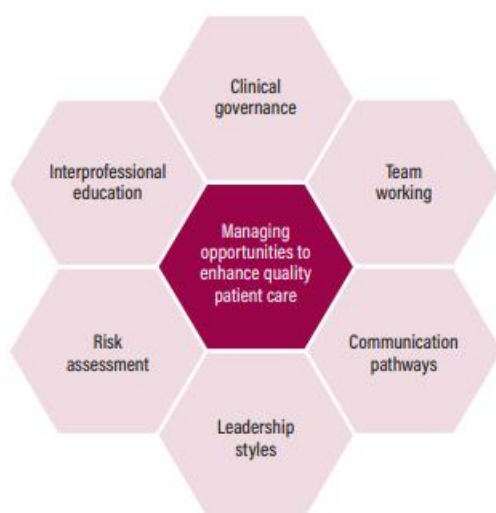 Clinical
governance
Interprofessional
education
Team
working
Managing
opportunities to
enhance quality
patient care
Risk
assessment
Communication
pathways
Leadership
styles